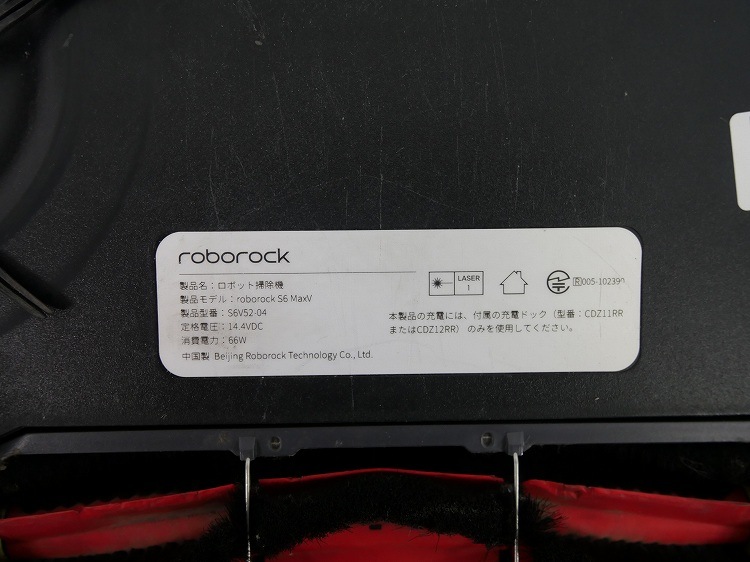 roborock
製品名：ロボット掃除機
製品モデル：roborock S6 MaxV
製品型番：S6V52-04
定格電圧：14.4VDC
消費電力：66W
中国製 Beijing Roborock Technology Co., Ltd.
LASER
1
R
本製品の充電には、付属の充電ドック（型番：CDZ11RR
またはCDZ12RR）のみを使用してください。